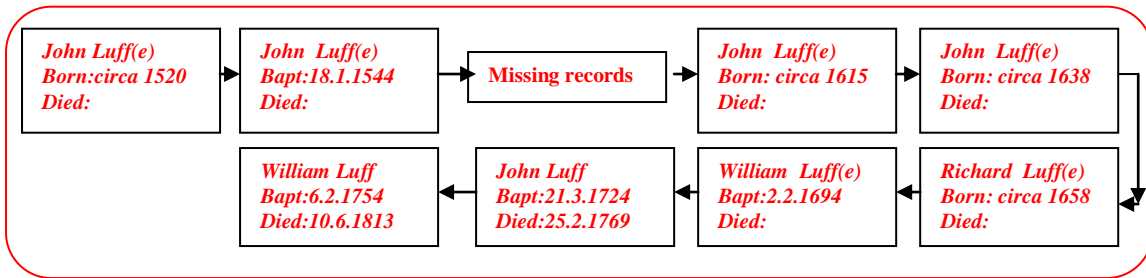 John Luff(e)
Born:circa 1520
Died:
John Luff(e)
Bapt:18.1.1544
Died:
Missing records
John Luff(e)
Born: circa 1615
Died:
John Luff(e)
Born: circa 1638
Died:
Richard Luff(e)
Born: circa 1658
Died:
William Luff(e)
Bapt:2.2.1694
Died:
John Luff
Bapt:21.3.1724
Died:25.2.1769
William Luff
Bapt:6.2.1754
Died:10.6.1813